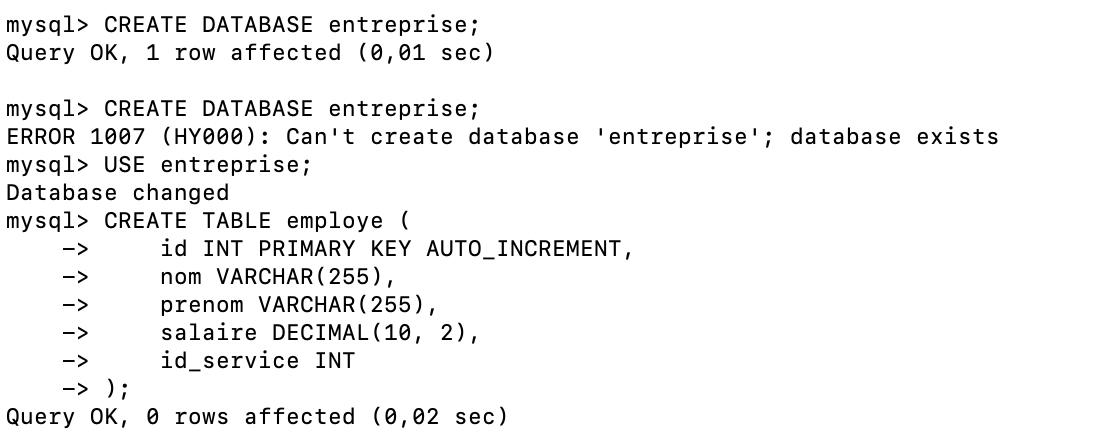 mysql> CREATE DATABASE entreprise;
Query OK, 1 row affected (0,01 sec)

mysql> CREATE DATABASE entreprise;
ERROR 1007 (HY000): Can't create database 'entreprise'; database exists
mysql> USE entreprise;
Database changed
mysql> CREATE TABLE employe (
    ->     id INT PRIMARY KEY AUTO_INCREMENT,
    ->     nom VARCHAR(255),
    ->     prenom VARCHAR(255),
    ->     salaire DECIMAL(10, 2),
    ->     id_service INT
    -> );
Query OK, 0 rows affected (0,02 sec)